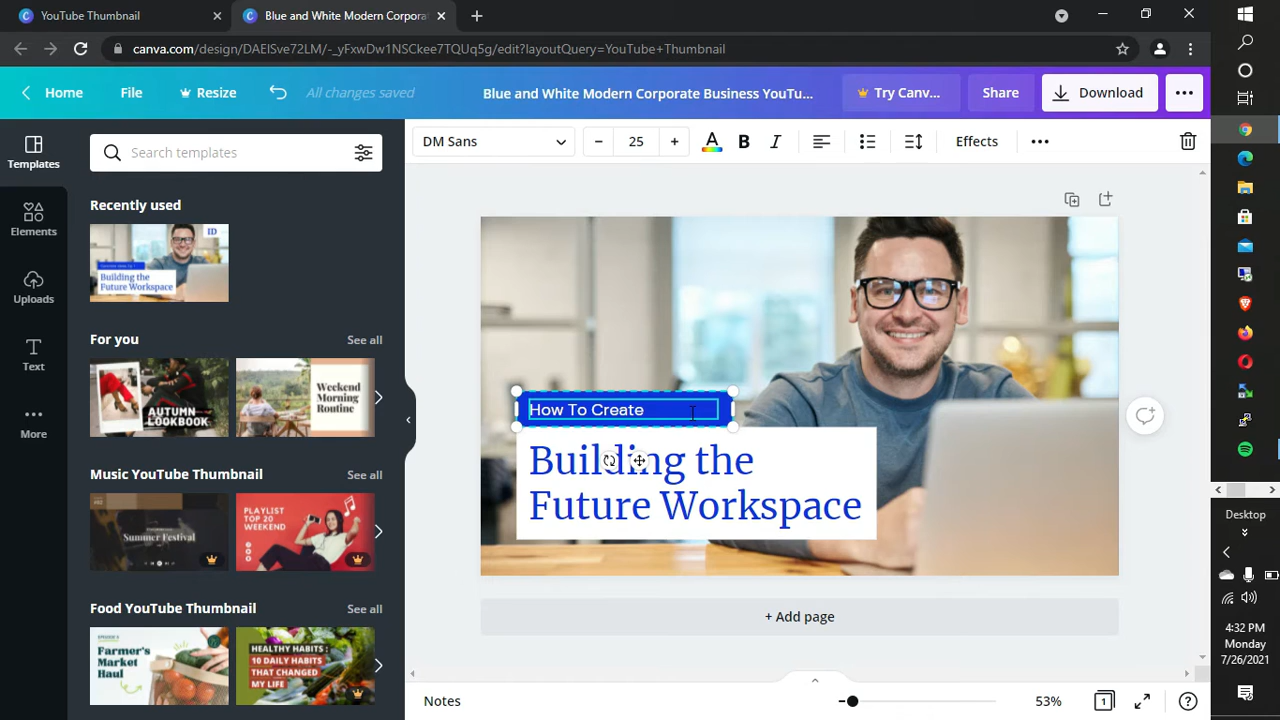 YouTube Thumbnail
Blue and White Modern Corpora
canva.com/design/DAElSve72LM/-_yFxwDw1NSCkee7TQUq5g/edit?layoutQuery=YouTube+Thumbnail
Home
File
Resize
All changes saved
Blue and White Modern Corporate Business YouTu...
Try Canv...
Share
Download
Templates
Elements
Uploads
Text
More
Search templates
DM Sans
25
A
B
I
Effects
Recently used
ID
Building the
Future Workspace
For you
See all
AUTUMN
LOOKBOOK
Weekend
Morning
Routine
Music YouTube Thumbnail
See all
Summer Festival
PLAYLIST
TOP 20
WEEKEND
Food YouTube Thumbnail
See all
EPISODE 5
Farmer's
Market
Haul
HEALTHY HABITS :
10 DAILY HABITS
THAT CHANGED
MY LIFE
How To Create
Building the
Future Workspace
+ Add page
Notes
53%
1
Desktop
4:32 PM
Monday
7/26/2021